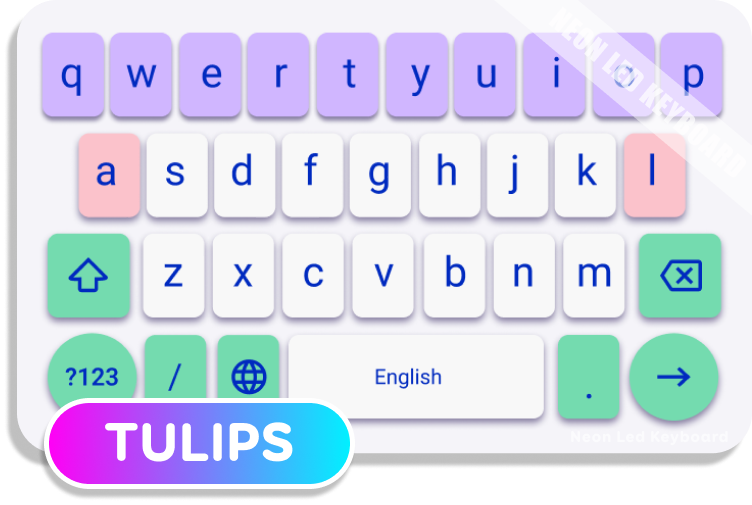 NEON LED KEYBOARD
q w e r t y u i o p
a s d f g h j k l
z x c v b n m
?123 / English .
TULIPS
Neon Led Keyboard